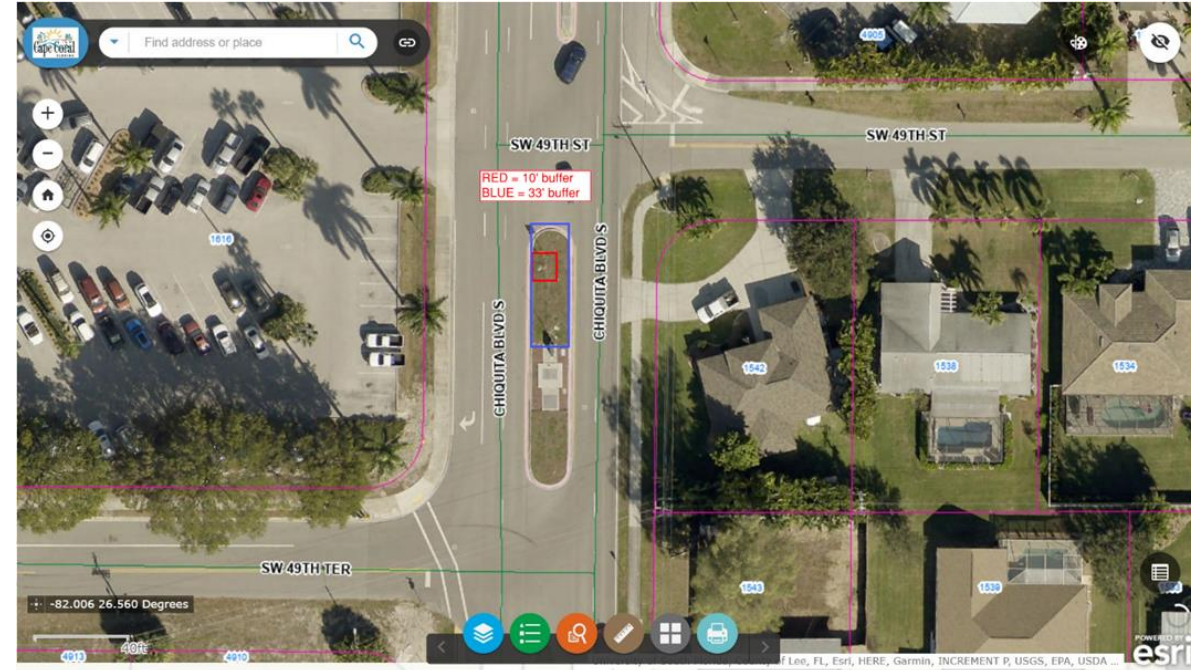 Cape Coral
FLORIDA
Find address or place
4905
SW 49TH ST
SW 49TH ST
RED = 10' buffer
BLUE = 33' buffer
1616
CHIQUITA BLVD S
CHIQUITA BLVD S
1542
1538
1534
SW 49TH TER
1543
1539
-82.006 26.560 Degrees
40ft
4913
4910
of Lee, FL, Esri, HERE, Garmin, INCREMENT P, USGS, EPA, USDA ...
POWERED BY
esri